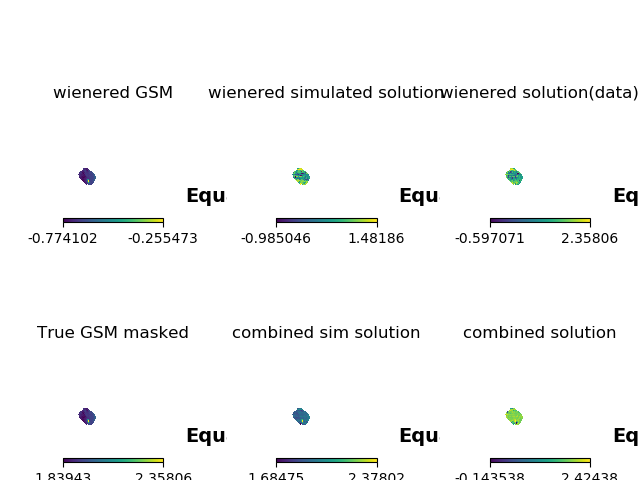 wienered GSM wienered simulated solution wienered solution(data)
Equ Equ Eq
-0.774102 -0.255473 -0.985046 1.48186 -0.597071 2.35806
True GSM masked combined sim solution combined solution
Equ Equ Eq
1.83943 2.35806 1.68475 2.37802 -0.143538 2.42438